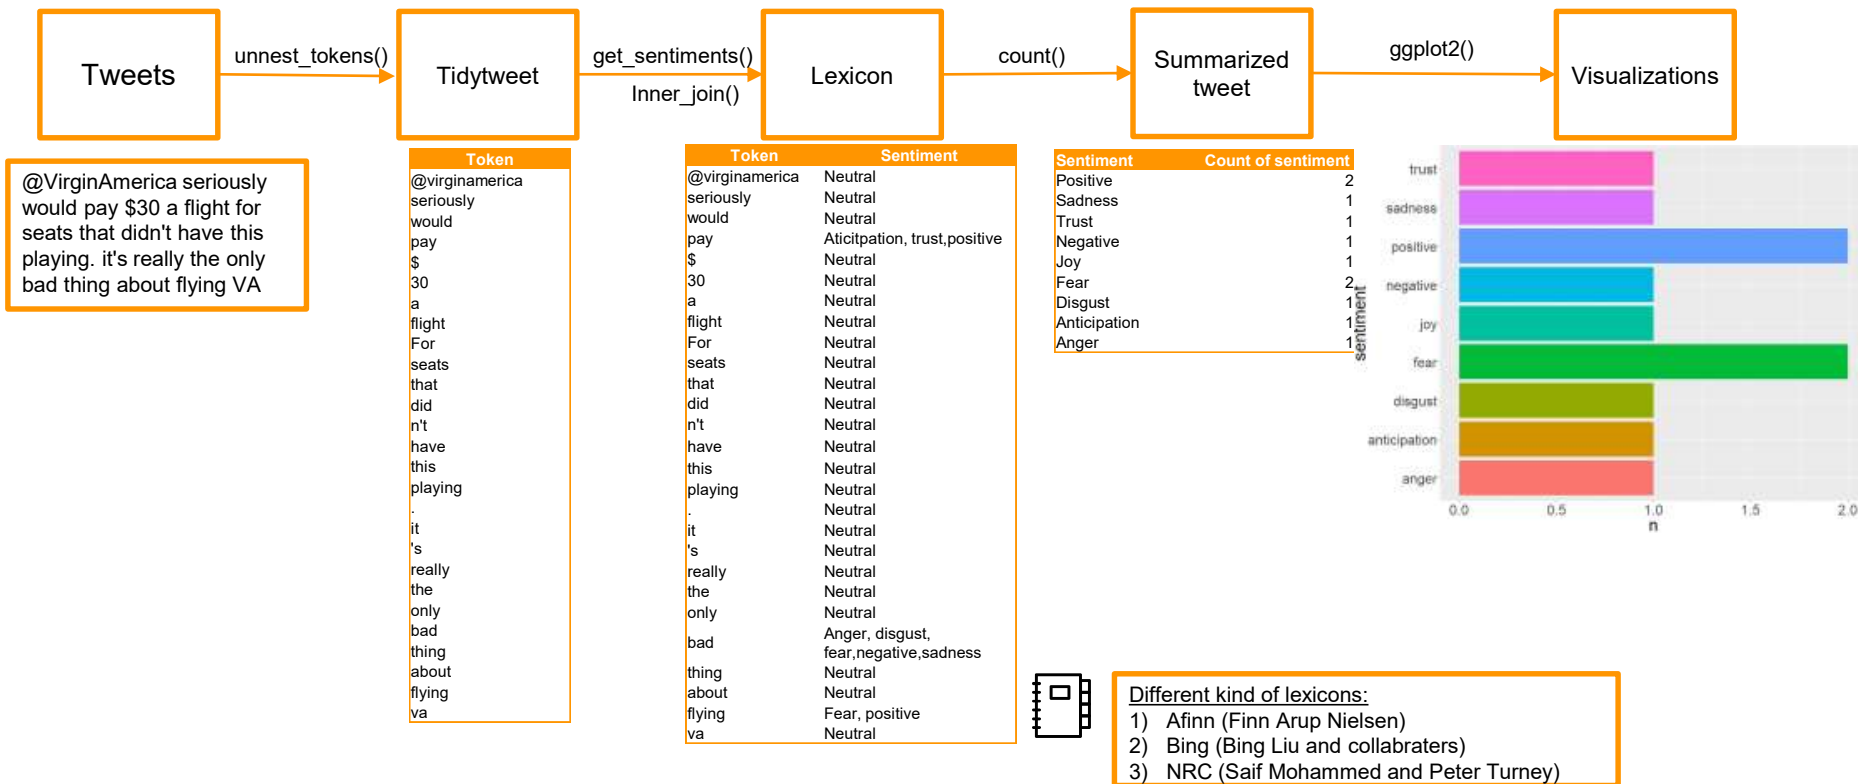 Tweets
unnest_tokens()
Tidytweet
get_sentiments()
Inner_join()
Lexicon
count()
Summarized
tweet
ggplot2()
Visualizations
@VirginAmerica seriously
would pay $30 a flight for
seats that didn't have this
playing. it's really the only
bad thing about flying VA
Token
@virginamerica
seriously
would
pay
$
30
a
flight
For
seats
that
did
n't
have
this
playing
.
it
's
really
the
only
bad
thing
about
flying
va
Token Sentiment
@virginamerica Neutral
seriously Neutral
would Neutral
pay Aticitpation, trust,positive
$ Neutral
30 Neutral
a Neutral
flight Neutral
For Neutral
seats Neutral
that Neutral
did Neutral
n't Neutral
have Neutral
this Neutral
playing Neutral
. Neutral
it Neutral
's Neutral
really Neutral
the Neutral
only Neutral
bad Anger, disgust,
fear,negative,sadness
thing Neutral
about Neutral
flying Fear, positive
va Neutral
Sentiment Count of sentiment
Positive 2
Sadness 1
Trust 1
Negative 1
Joy 1
Fear 2
Disgust 1
Anticipation 1
Anger 1
sentiment
trust
sadness
positive
negative
joy
fear
disgust
anticipation
anger
0.0 0.5 1.0 1.5 2.0
n
Different kind of lexicons:
1) Afinn (Finn Arup Nielsen)
2) Bing (Bing Liu and collabraters)
3) NRC (Saif Mohammed and Peter Turney)